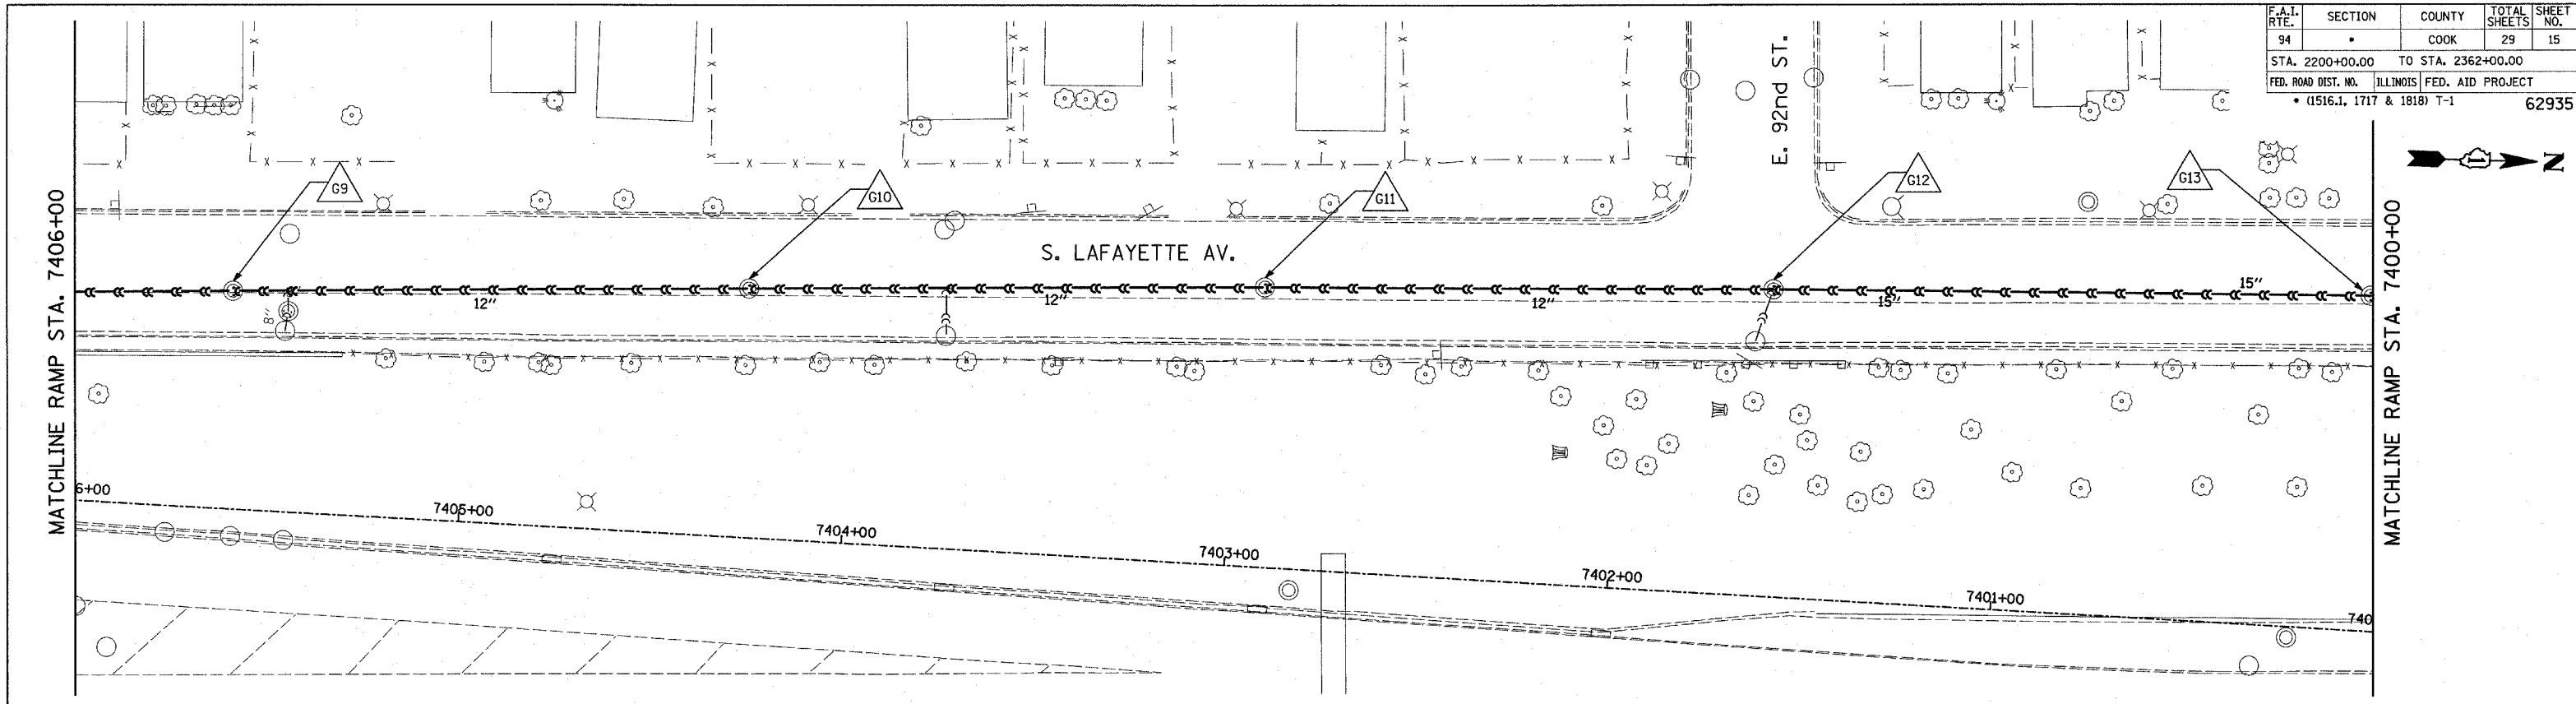 F.A.I. RTE. SECTION COUNTY TOTAL SHEETS SHEET NO.
94 * COOK 29 15
STA. 2200+00.00 TO STA. 2362+00.00
FED. ROAD DIST. NO. ILLINOIS FED. AID PROJECT
* (1516.1, 1717 & 1818) T-1
62935
N
E. 92nd ST.
G9
G10
G11
G12
G13
S. LAFAYETTE AV.
MATCHLINE RAMP STA. 7406+00
MATCHLINE RAMP STA. 7400+00
12"
12"
12"
15"
15"
8"
6+00
7405+00
7404+00
7403+00
7402+00
7401+00
740